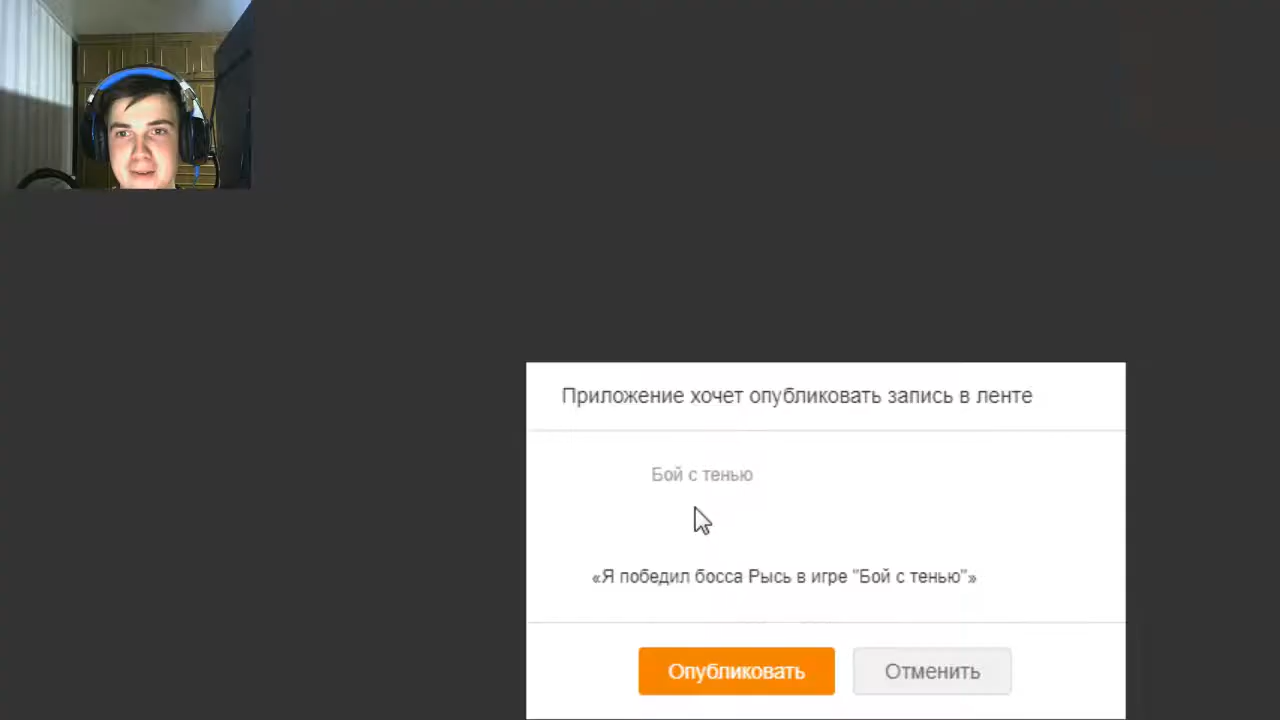 Приложение хочет опубликовать запись в ленте
Бой с тенью
«Я победил босса Рысь в игре "Бой с тенью"»
Опубликовать
Отменить